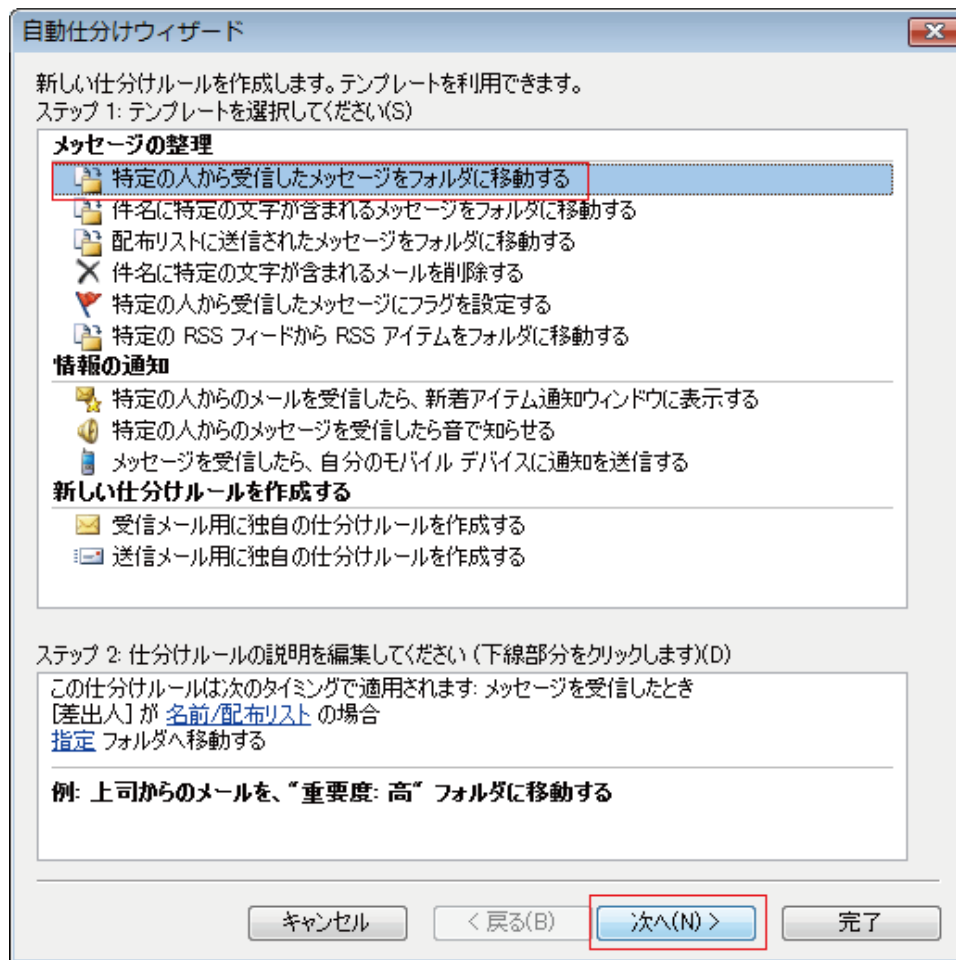 自動仕分けウィザード
新しい仕分けルールを作成します。テンプレートを利用できます。
ステップ 1: テンプレートを選択してください(S)
メッセージの整理
特定の人から受信したメッセージをフォルダに移動する
件名に特定の文字が含まれるメッセージをフォルダに移動する
配布リストに送信されたメッセージをフォルダに移動する
件名に特定の文字が含まれるメールを削除する
特定の人から受信したメッセージにフラグを設定する
特定の RSS フィードから RSS アイテムをフォルダに移動する
情報の通知
特定の人からのメールを受信したら、新着アイテム通知ウィンドウに表示する
特定の人からのメッセージを受信したら音で知らせる
メッセージを受信したら、自分のモバイル デバイスに通知を送信する
新しい仕分けルールを作成する
受信メール用に独自の仕分けルールを作成する
送信メール用に独自の仕分けルールを作成する
ステップ 2: 仕分けルールの説明を編集してください (下線部分をクリックします)(D)
この仕分けルールは次のタイミングで適用されます: メッセージを受信したとき
[差出人] が 名前/配布リスト の場合
指定 フォルダへ移動する
例: 上司からのメールを、"重要度: 高" フォルダに移動する
キャンセル < 戻る(B) 次へ(N) > 完了